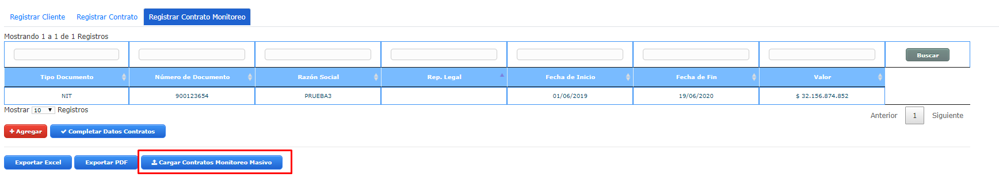 Registrar Cliente Registrar Contrato Registrar Contrato Monitoreo
Mostrando 1 a 1 de 1 Registros
Buscar
Tipo Documento Número de Documento Razón Social Rep. Legal Fecha de Inicio Fecha de Fin Valor
NIT 900123654 PRUEBA3 01/06/2019 19/06/2020 $ 32.156.874.852
Mostrar 10 Registros
Anterior 1 Siguiente
Agregar Completar Datos Contratos
Exportar Excel Exportar PDF Cargar Contratos Monitoreo Masivo